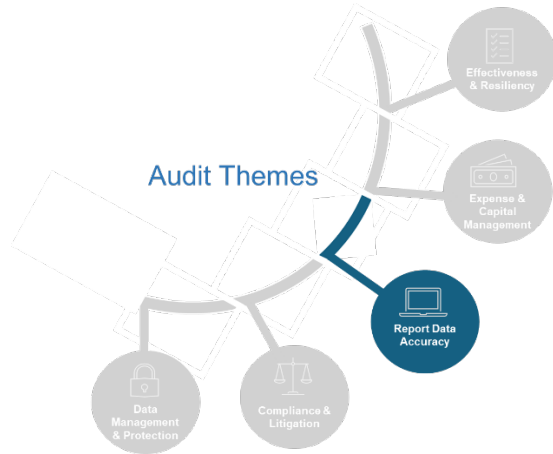 Effectiveness
& Resiliency
Audit Themes
Expense &
Capital
Management
Report Data
Accuracy
Data
Management
& Protection
Compliance &
Litigation